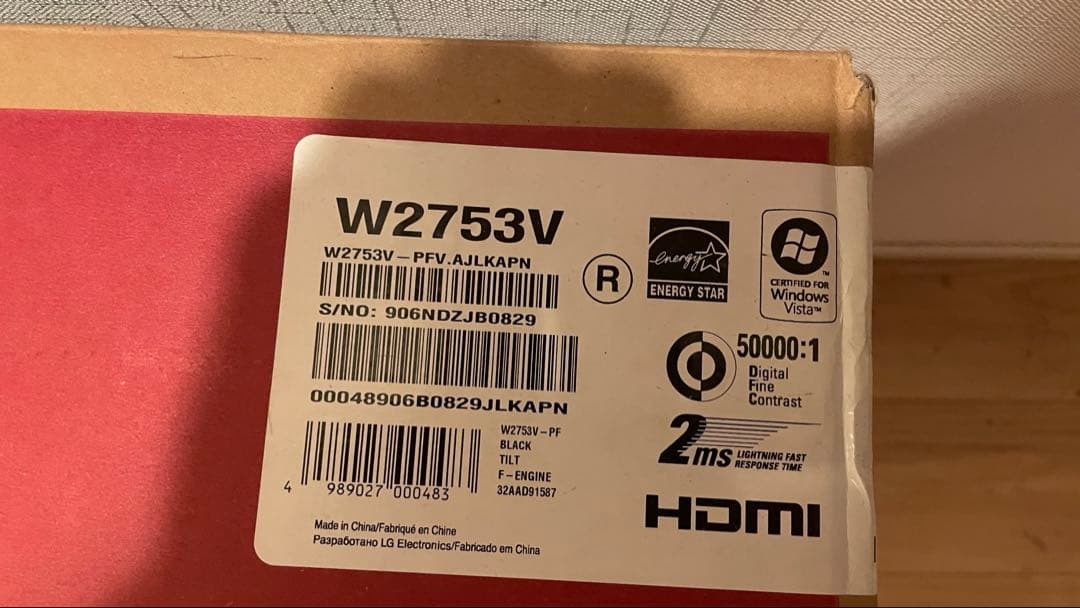 W2753V
W2753V-PFV.AJLKAPN
S/NO: 906NDZJB0829
00048906B0829JLKAPN
W2753V-PF
BLACK
TILT
F-ENGINE
32AAD91587
4 989027 000483
Made in China/Fabriqué en Chine
Разработано LG Electronics/Fabricado em China
R
energy
ENERGY STAR
TM
CERTIFIED FOR
Windows
Vista™
50000:1
Digital
Fine
Contrast
2ms LIGHTNING FAST
RESPONSE TIME
HDMI